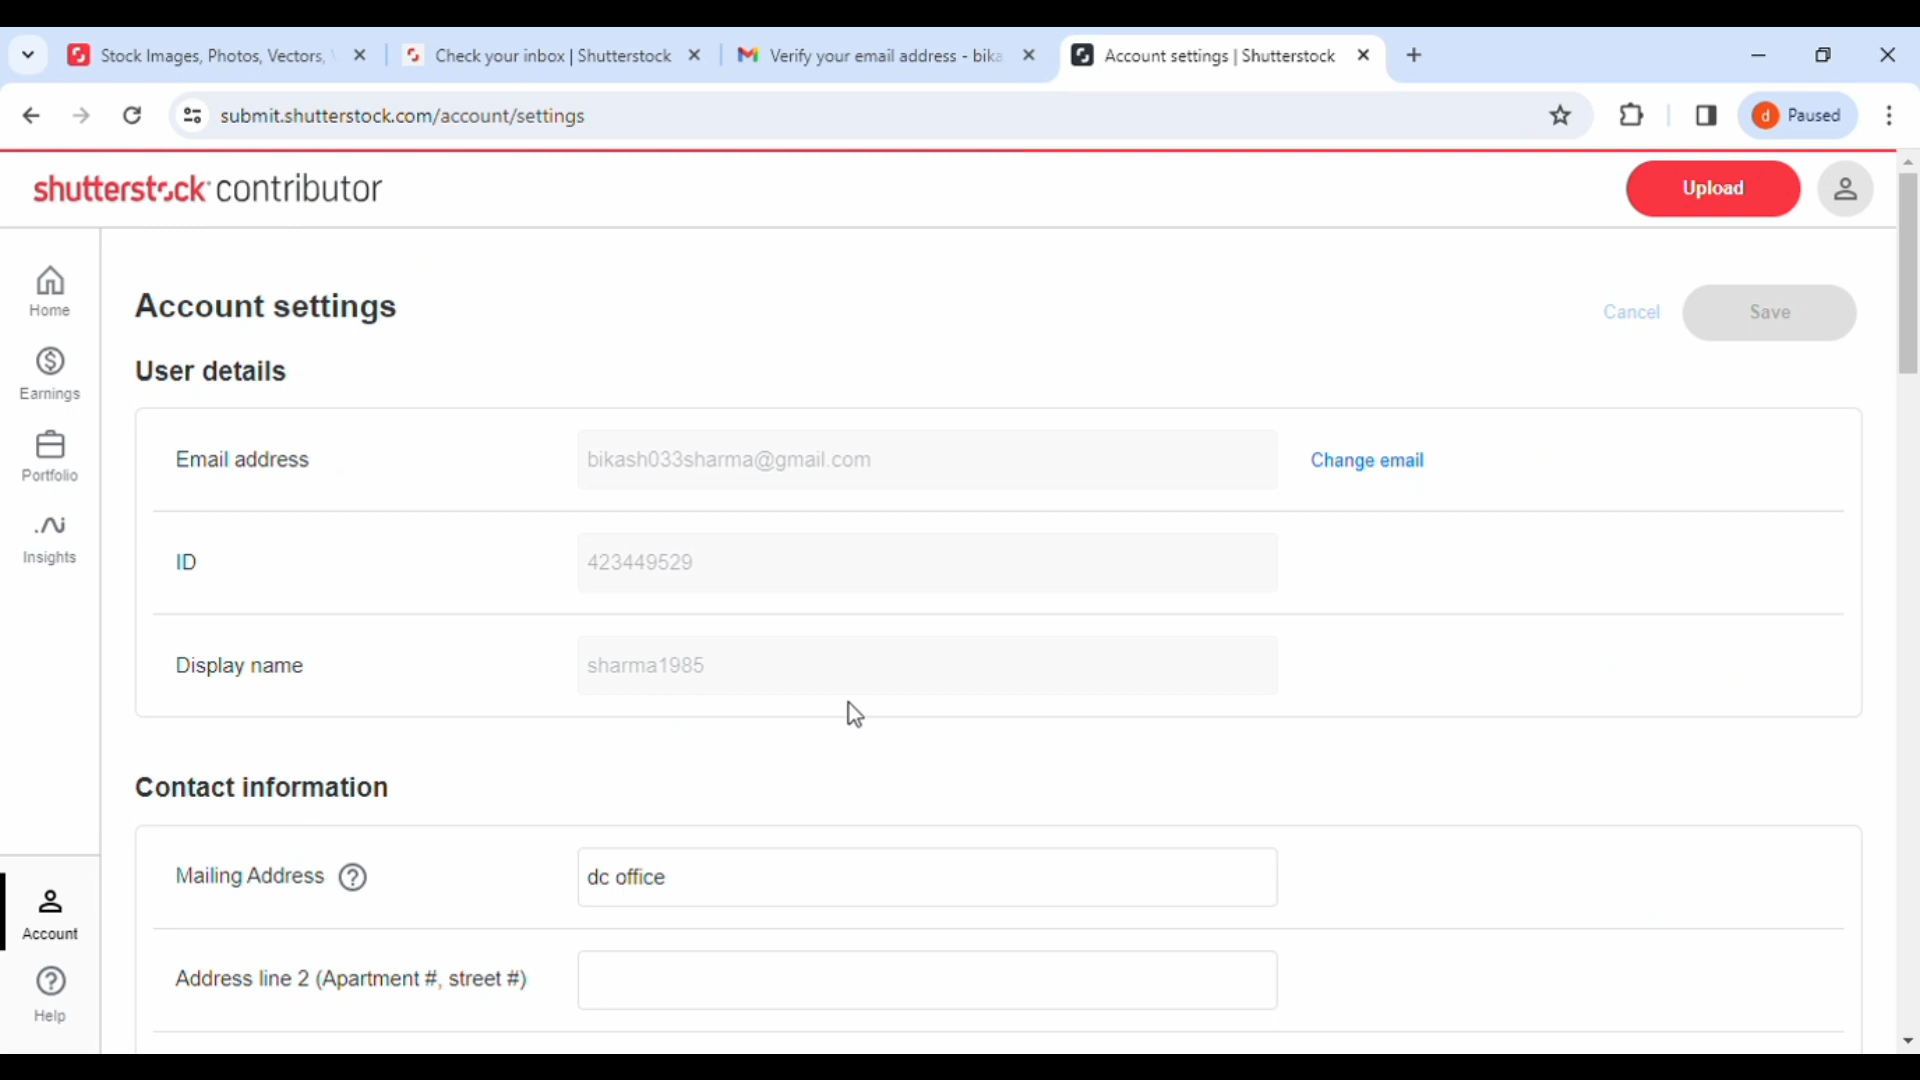 Stock Images, Photos, Vectors,
Check your inbox | Shutterstock
Verify your email address - bika
Account settings | Shutterstock
submit.shutterstock.com/account/settings
d Paused
shutterstock contributor
Upload
Home
Earnings
Portfolio
Insights
Account
Help
Account settings
Cancel
Save
User details
Email address
bikash033sharma@gmail.com
Change email
ID
423449529
Display name
sharma1985
Contact information
Mailing Address ?
dc office
Address line 2 (Apartment #, street #)